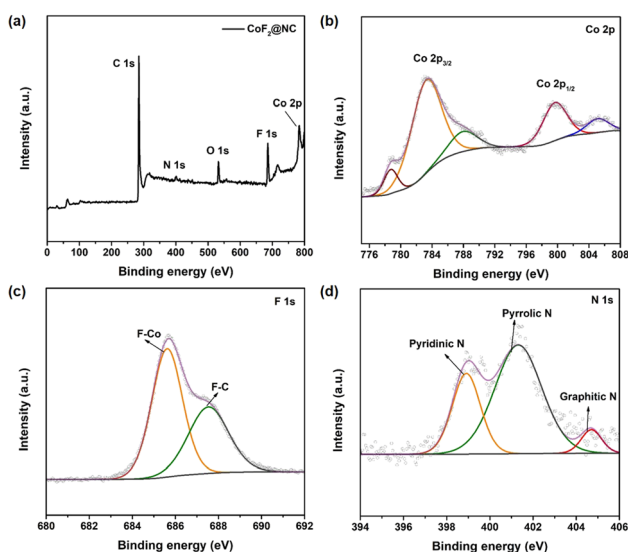 (a)
CoF2@NC
C 1s
N 1s
O 1s
F 1s
Co 2p
Intensity (a.u.)
0 100 200 300 400 500 600 700 800
Binding energy (eV)
(b)
Co 2p
Co 2p3/2
Co 2p1/2
Intensity (a.u.)
776 780 784 788 792 796 800 804 808
Binding energy (eV)
(c)
F 1s
F-Co
F-C
Intensity (a.u.)
680 682 684 686 688 690 692
Binding energy (eV)
(d)
N 1s
Pyrrolic N
Pyridinic N
Graphitic N
Intensity (a.u.)
394 396 398 400 402 404 406
Binding energy (eV)